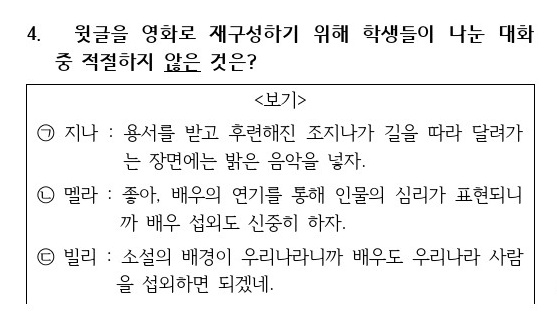 4. 윗글을 영화로 재구성하기 위해 학생들이 나눈 대화
중 적절하지 않은 것은?
<보기>
㉠ 지나 : 용서를 받고 후련해진 조지나가 길을 따라 달려가
는 장면에는 밝은 음악을 넣자.
㉡ 멜라 : 좋아, 배우의 연기를 통해 인물의 심리가 표현되니
까 배우 섭외도 신중히 하자.
㉢ 빌리 : 소설의 배경이 우리나라니까 배우도 우리나라 사람
을 섭외하면 되겠네.